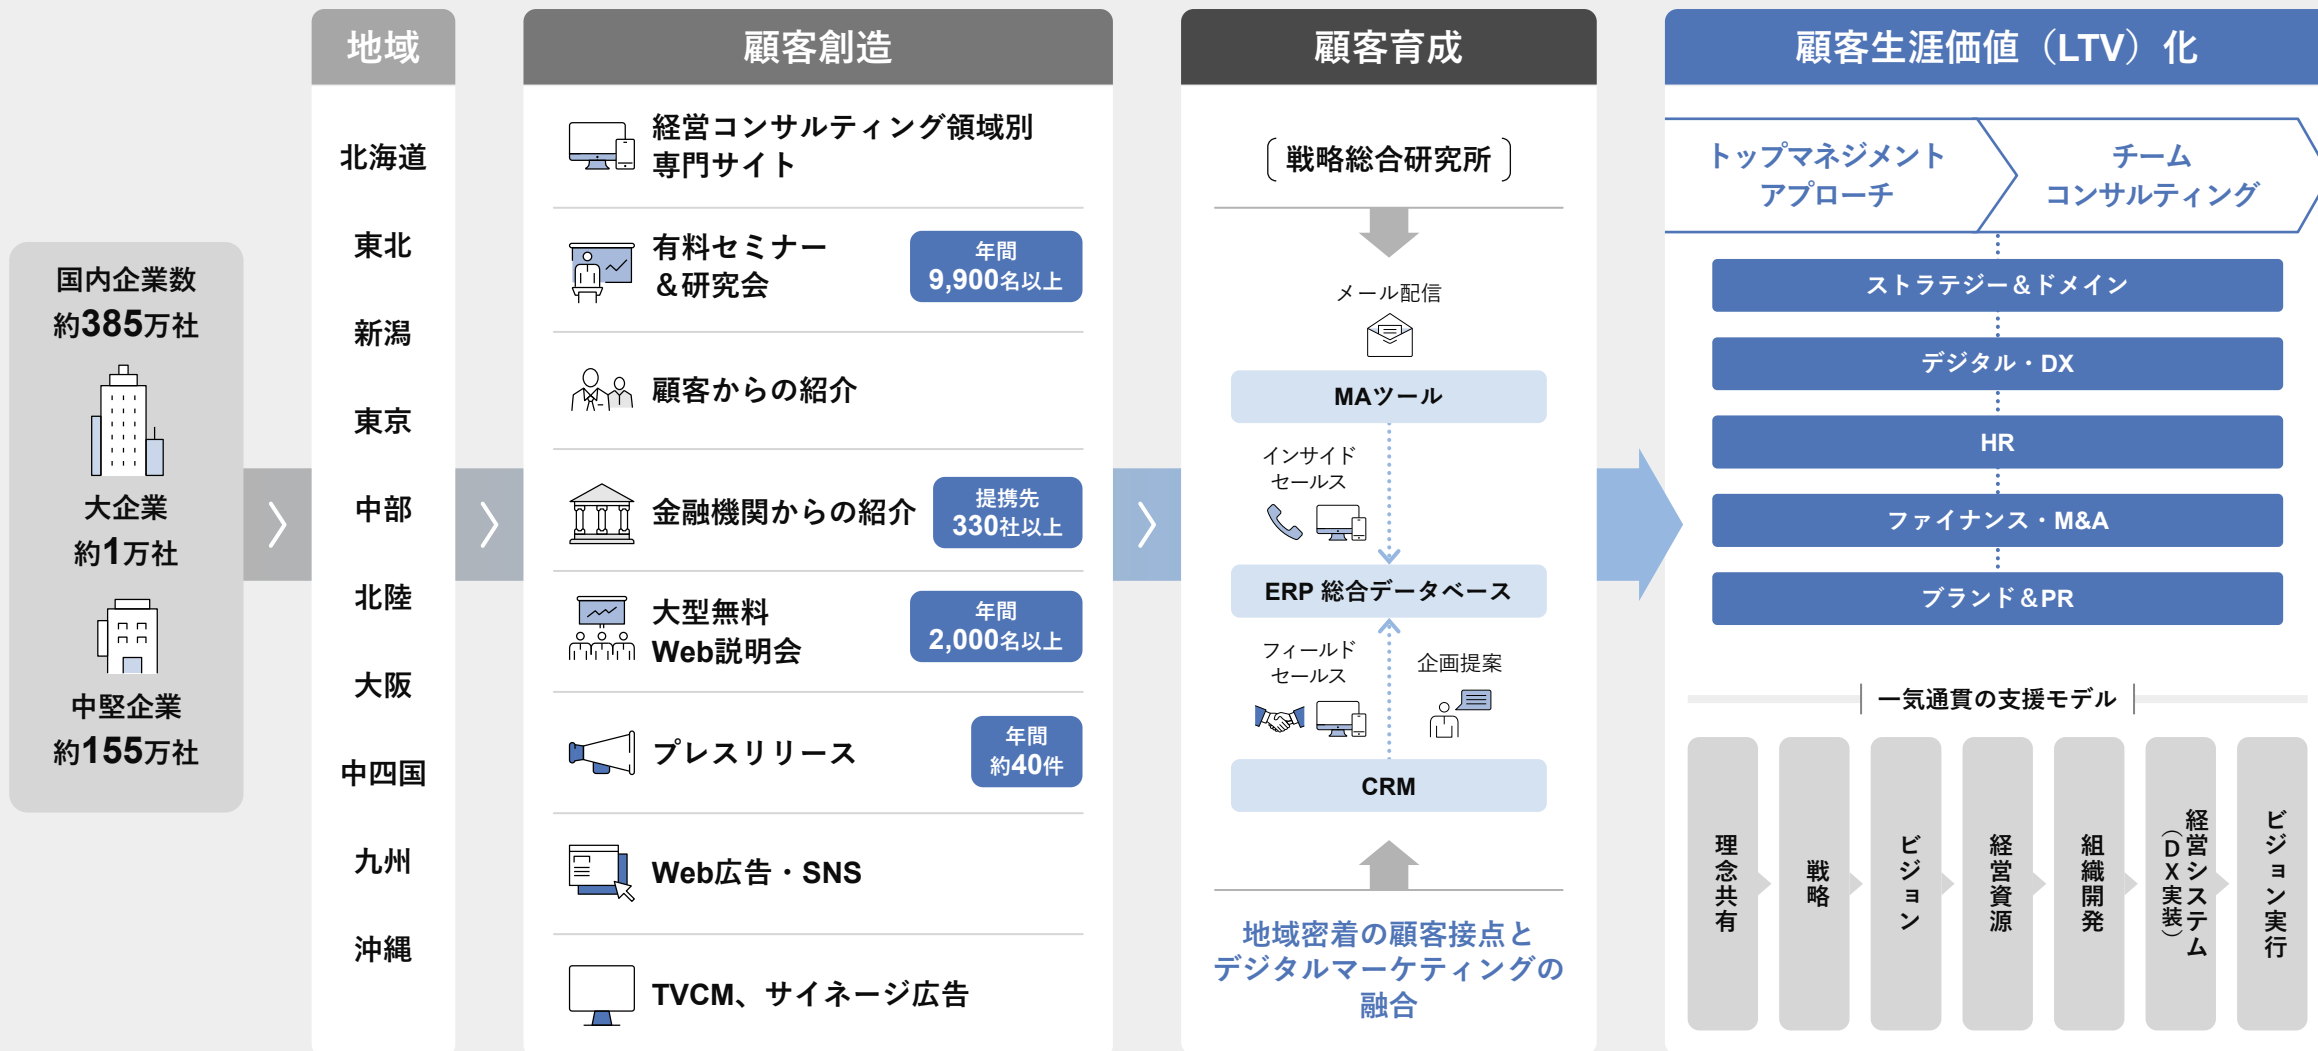 国内企業数
約385万社
大企業
約1万社
中堅企業
約155万社
地域
北海道
東北
新潟
東京
中部
北陸
大阪
中四国
九州
沖縄
顧客創造
経営コンサルティング領域別
専門サイト
有料セミナー
＆研究会
年間
9,900名以上
顧客からの紹介
金融機関からの紹介
提携先
330社以上
大型無料
Web説明会
年間
2,000名以上
プレスリリース
年間
約40件
Web広告・SNS
TVCM、サイネージ広告
顧客育成
〔戦略総合研究所〕
メール配信
MAツール
インサイド
セールス
ERP 総合データベース
フィールド
セールス
企画提案
CRM
地域密着の顧客接点と
デジタルマーケティングの
融合
顧客生涯価値（LTV）化
トップマネジメント
アプローチ
チーム
コンサルティング
ストラテジー＆ドメイン
デジタル・DX
HR
ファイナンス・M&A
ブランド＆PR
一気通貫の支援モデル
理念共有
戦略
ビジョン
経営資源
組織開発
経営システム
（DX実装）
ビジョン実行